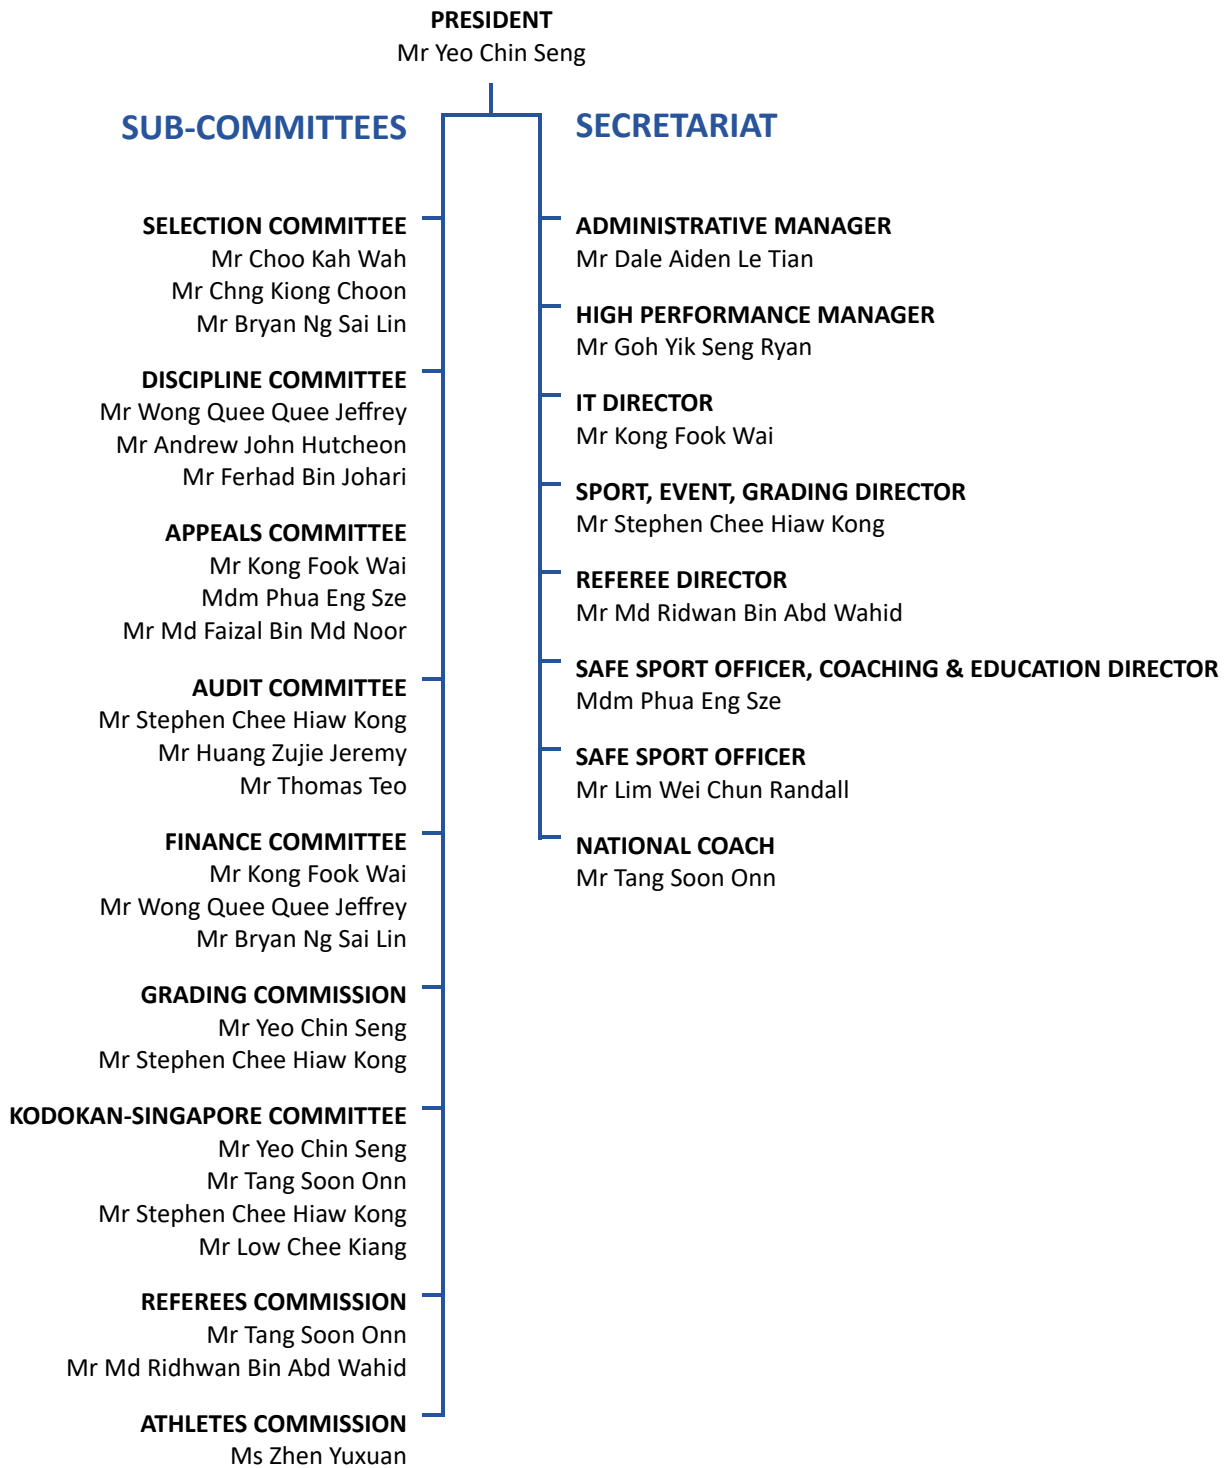 PRESIDENT
Mr Yeo Chin Seng
SUB-COMMITTEES
SELECTION COMMITTEE
Mr Choo Kah Wah
Mr Chng Kiong Choon
Mr Bryan Ng Sai Lin
DISCIPLINE COMMITTEE
Mr Wong Quee Quee Jeffrey
Mr Andrew John Hutcheon
Mr Ferhad Bin Johari
APPEALS COMMITTEE
Mr Kong Fook Wai
Mdm Phua Eng Sze
Mr Md Faizal Bin Md Noor
AUDIT COMMITTEE
Mr Stephen Chee Hiaw Kong
Mr Huang Zujie Jeremy
Mr Thomas Teo
FINANCE COMMITTEE
Mr Kong Fook Wai
Mr Wong Quee Quee Jeffrey
Mr Bryan Ng Sai Lin
GRADING COMMISSION
Mr Yeo Chin Seng
Mr Stephen Chee Hiaw Kong
KODOKAN-SINGAPORE COMMITTEE
Mr Yeo Chin Seng
Mr Tang Soon Onn
Mr Stephen Chee Hiaw Kong
Mr Low Chee Kiang
REFEREES COMMISSION
Mr Tang Soon Onn
Mr Md Ridhwan Bin Abd Wahid
ATHLETES COMMISSION
Ms Zhen Yuxuan
SECRETARIAT
ADMINISTRATIVE MANAGER
Mr Dale Aiden Le Tian
HIGH PERFORMANCE MANAGER
Mr Goh Yik Seng Ryan
IT DIRECTOR
Mr Kong Fook Wai
SPORT, EVENT, GRADING DIRECTOR
Mr Stephen Chee Hiaw Kong
REFEREE DIRECTOR
Mr Md Ridwan Bin Abd Wahid
SAFE SPORT OFFICER, COACHING & EDUCATION DIRECTOR
Mdm Phua Eng Sze
SAFE SPORT OFFICER
Mr Lim Wei Chun Randall
NATIONAL COACH
Mr Tang Soon Onn